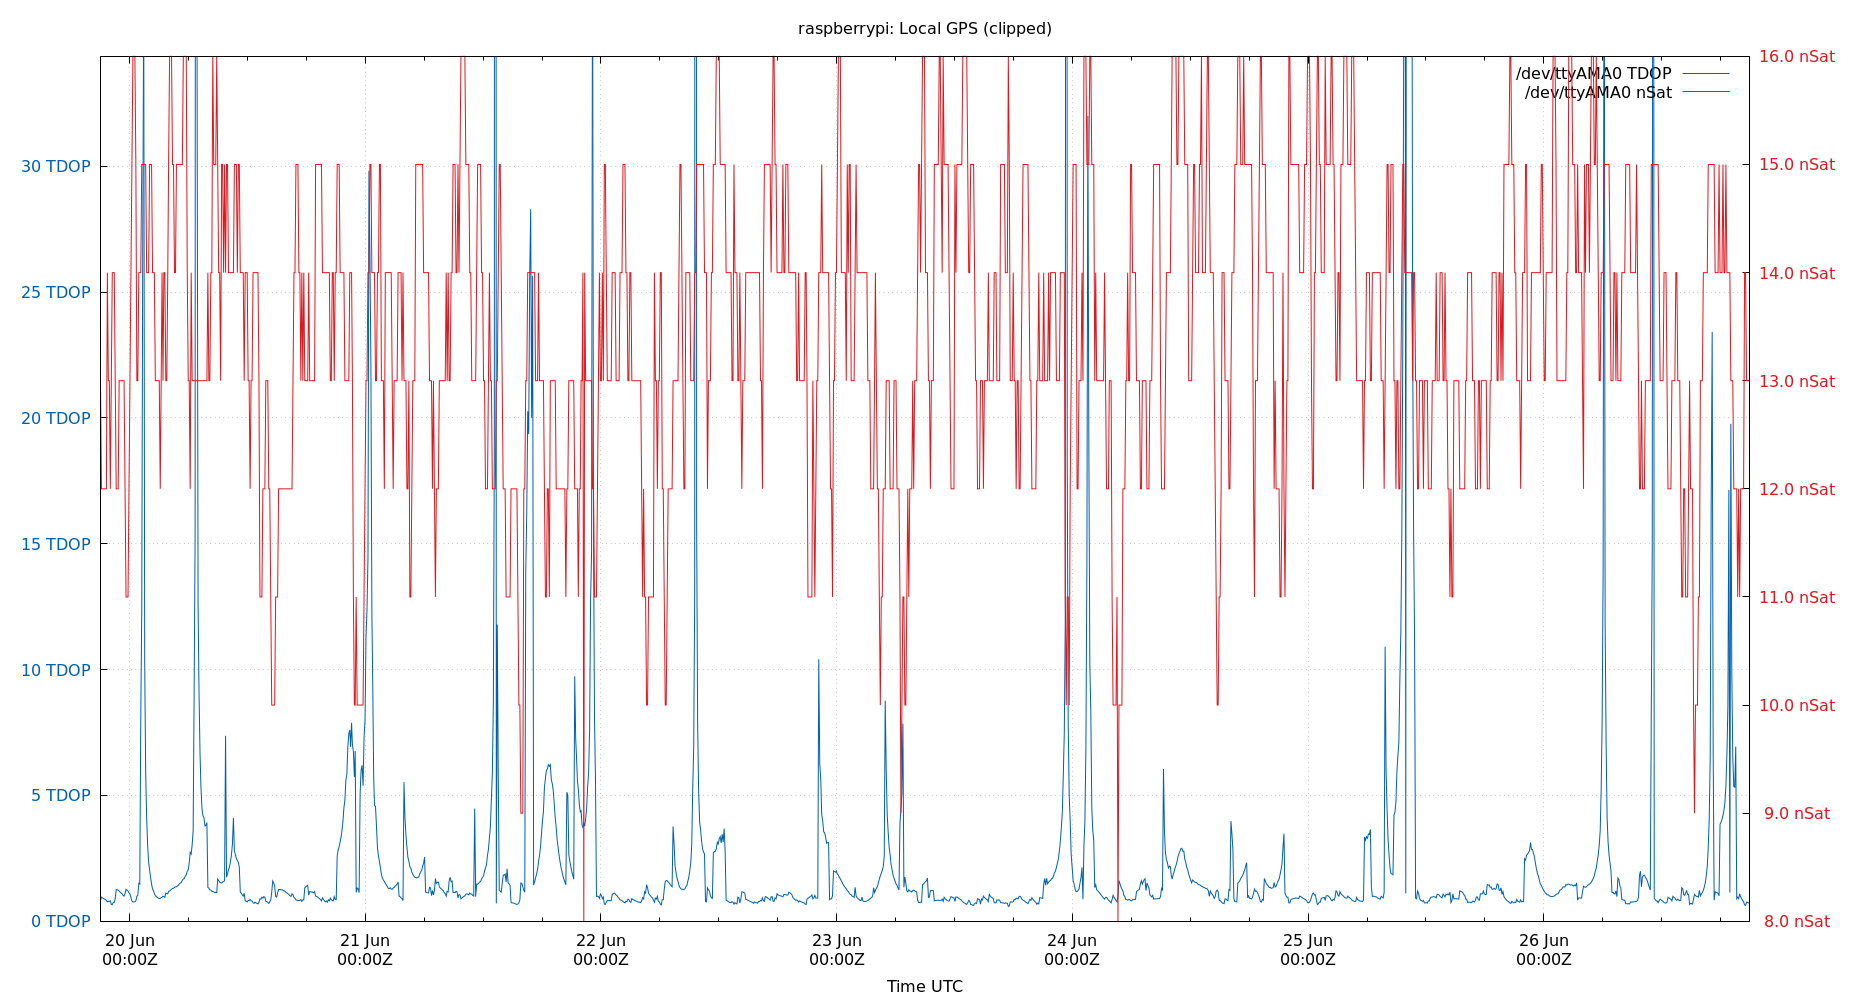 raspberrypi: Local GPS (clipped)
/dev/ttyAMA0 TDOP
/dev/ttyAMA0 nSat
30 TDOP
25 TDOP
20 TDOP
15 TDOP
10 TDOP
5 TDOP
0 TDOP
16.0 nSat
15.0 nSat
14.0 nSat
13.0 nSat
12.0 nSat
11.0 nSat
10.0 nSat
9.0 nSat
8.0 nSat
20 Jun
00:00Z
21 Jun
00:00Z
22 Jun
00:00Z
23 Jun
00:00Z
24 Jun
00:00Z
25 Jun
00:00Z
26 Jun
00:00Z
Time UTC